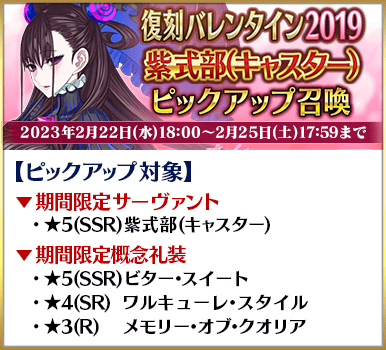 復刻バレンタイン2019
紫式部(キャスター)
ピックアップ召喚
2023年2月22日(水)18:00～2月25日(土)17:59まで
【ピックアップ対象】
▼期間限定サーヴァント
・★5(SSR)紫式部(キャスター)
▼期間限定概念礼装
・★5(SSR)ビター・スイート
・★4(SR) ワルキューレ・スタイル
・★3(R) メモリー・オブ・クオリア